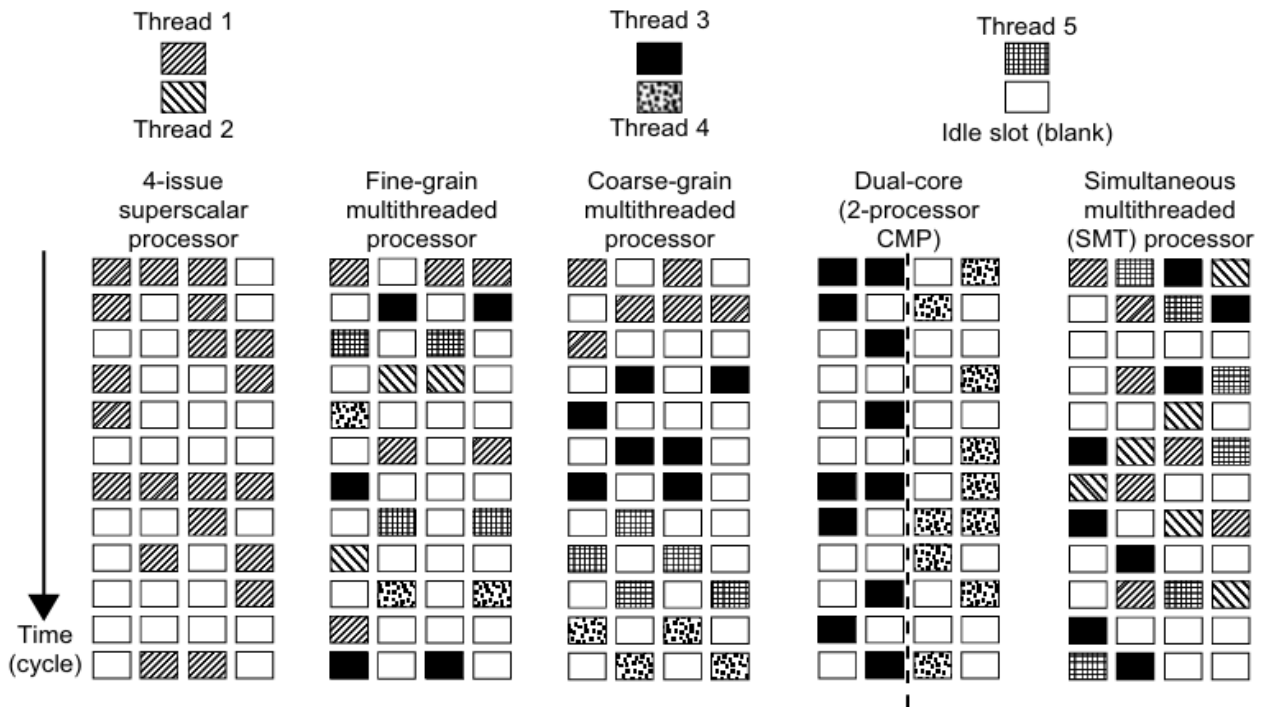 Thread 1
Thread 3
Thread 5
Thread 2
Thread 4
Idle slot (blank)
4-issue
superscalar
processor
Fine-grain
multithreaded
processor
Coarse-grain
multithreaded
processor
Dual-core
(2-processor
CMP)
Simultaneous
multithreaded
(SMT) processor
Time
(cycle)